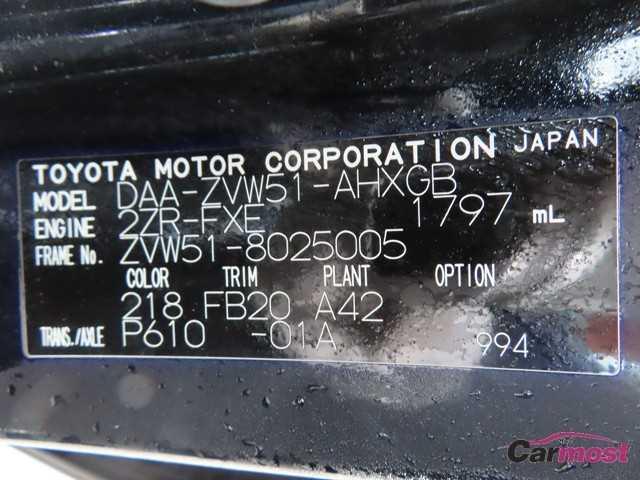 TOYOTA MOTOR CORPORATION JAPAN
MODEL DAA-ZVW51-AHXGB
ENGINE 2ZR-FXE 1797 mL
FRAME No. ZVW51-8025005
COLOR TRIM PLANT OPTION
218 FB20 A42
TRANS./AXLE P610 -01A 994
Carmost